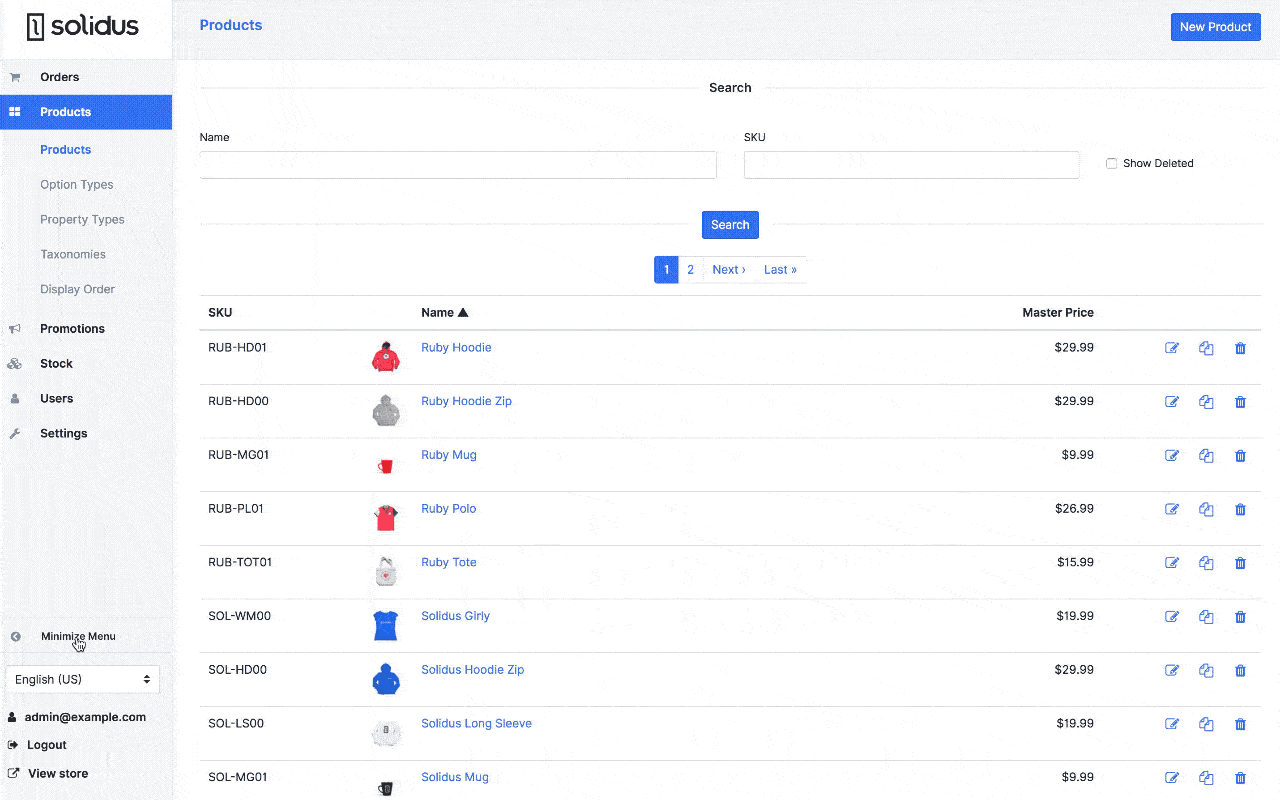 solidus
Products
New Product
Orders
Products
Products
Option Types
Property Types
Taxonomies
Display Order
Promotions
Stock
Users
Settings
Minimize Menu
English (US)
admin@example.com
Logout
View store
Search
Name
SKU
Show Deleted
Search
1 2 Next › Last »
SKU Name ▲ Master Price
RUB-HD01 Ruby Hoodie $29.99
RUB-HD00 Ruby Hoodie Zip $29.99
RUB-MG01 Ruby Mug $9.99
RUB-PL01 Ruby Polo $26.99
RUB-TOT01 Ruby Tote $15.99
SOL-WM00 Solidus Girly $19.99
SOL-HD00 Solidus Hoodie Zip $29.99
SOL-LS00 Solidus Long Sleeve $19.99
SOL-MG01 Solidus Mug $9.99